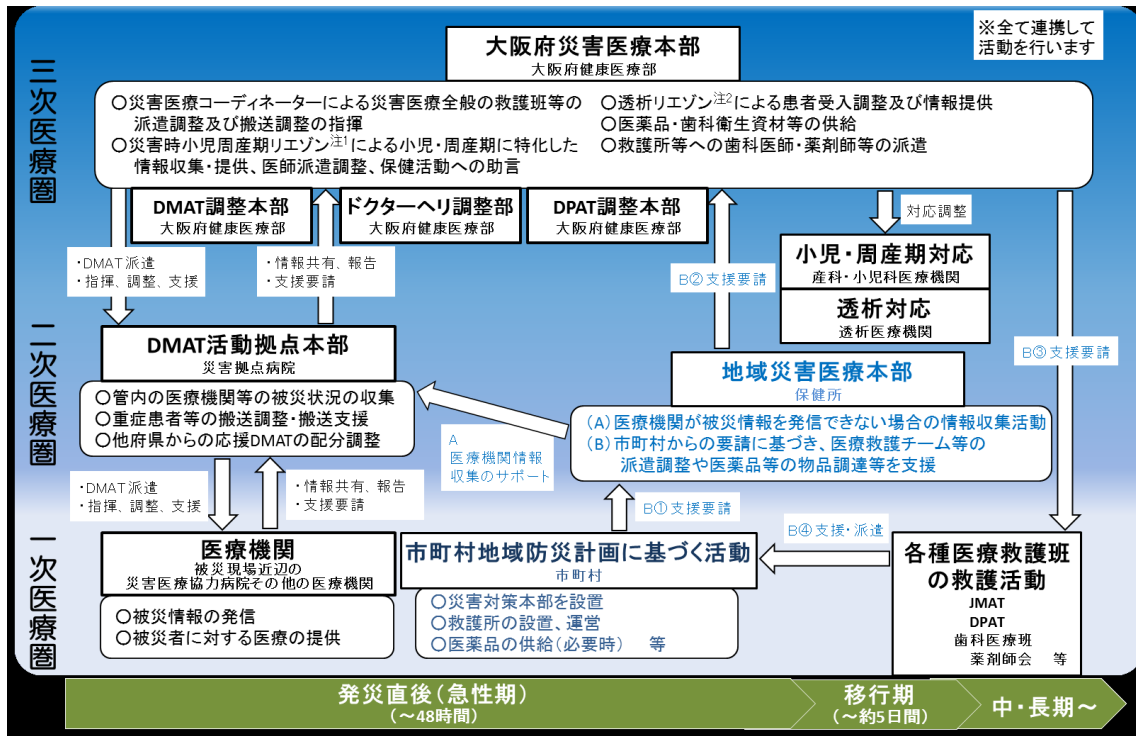 ※全て連携して
活動を行います
大阪府災害医療本部
大阪府健康医療部
三次医療圏
○災害医療コーディネーターによる災害医療全般の救護班等の
派遣調整及び搬送調整の指揮
○災害時小児周産期リエゾン注1による小児・周産期に特化した
情報収集・提供、医師派遣調整、保健活動への助言
○透析リエゾン注2による患者受入調整及び情報提供
○医薬品・歯科衛生資材等の供給
○救護所等への歯科医師・薬剤師等の派遣
DMAT調整本部
大阪府健康医療部
ドクターヘリ調整部
大阪府健康医療部
DPAT調整本部
大阪府健康医療部
対応調整
・DMAT派遣
・指揮、調整、支援
・情報共有、報告
・支援要請
B②支援要請
小児・周産期対応
産科・小児科医療機関
透析対応
透析医療機関
二次医療圏
DMAT活動拠点本部
災害拠点病院
○管内の医療機関等の被災状況の収集
○重症患者等の搬送調整・搬送支援
○他府県からの応援DMATの配分調整
地域災害医療本部
保健所
(A)医療機関が被災情報を発信できない場合の情報収集活動
(B)市町村からの要請に基づき、医療救護チーム等の
派遣調整や医薬品等の物品調達等を支援
B③支援要請
A
医療機関情報
収集のサポート
・DMAT派遣
・指揮、調整、支援
・情報共有、報告
・支援要請
B①支援要請
B④支援・派遣
一次医療圏
医療機関
被災現場近辺の
災害医療協力病院その他の医療機関
○被災情報の発信
○被災者に対する医療の提供
市町村地域防災計画に基づく活動
市町村
○災害対策本部を設置
○救護所の設置、運営
○医薬品の供給(必要時) 等
各種医療救護班
の救護活動
JMAT
DPAT
歯科医療班
薬剤師会 等
発災直後(急性期)
(～48時間)
移行期
(～約5日間)
中・長期～